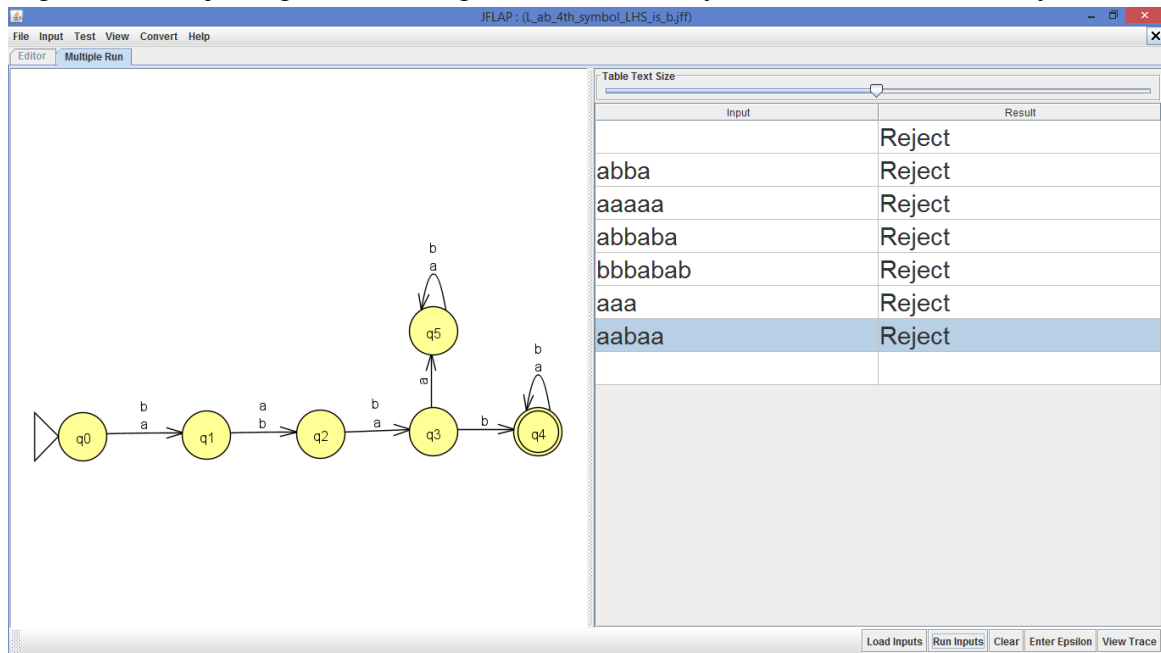 JFLAP : (L_ab_4th_symbol_LHS_is_b.jff)
File Input Test View Convert Help
Editor Multiple Run
Table Text Size
Input Result
Reject
abba Reject
aaaaa Reject
abbaba Reject
bbbabab Reject
aaa Reject
aabaa Reject
b
a
q5
b
a
a
b
a
a
b
b
a
b
q0
q1
q2
q3
q4
Load Inputs Run Inputs Clear Enter Epsilon View Trace